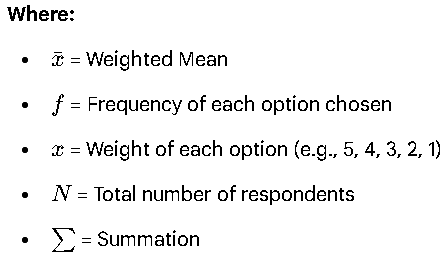 Where:
• x̄ = Weighted Mean
• f = Frequency of each option chosen
• x = Weight of each option (e.g., 5, 4, 3, 2, 1)
• N = Total number of respondents
• ∑ = Summation